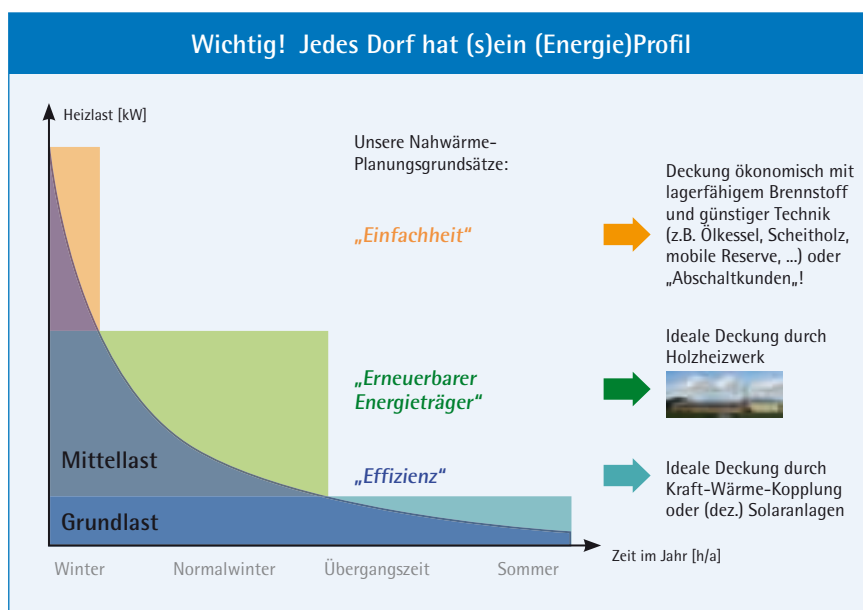 Wichtig! Jedes Dorf hat (s)ein (Energie)Profil
Heizlast [kW]
Unsere Nahwärme-
Planungsgrundsätze:
„Einfachheit“
Deckung ökonomisch mit
lagerfähigem Brennstoff
und günstiger Technik
(z.B. Ölkessel, Scheitholz,
mobile Reserve, ...) oder
„Abschaltkunden„!
„Erneuerbarer
Energieträger“
Ideale Deckung durch
Holzheizwerk
Mittellast
„Effizienz“
Ideale Deckung durch
Kraft-Wärme-Kopplung
oder (dez.) Solaranlagen
Grundlast
Zeit im Jahr [h/a]
Winter
Normalwinter
Übergangszeit
Sommer